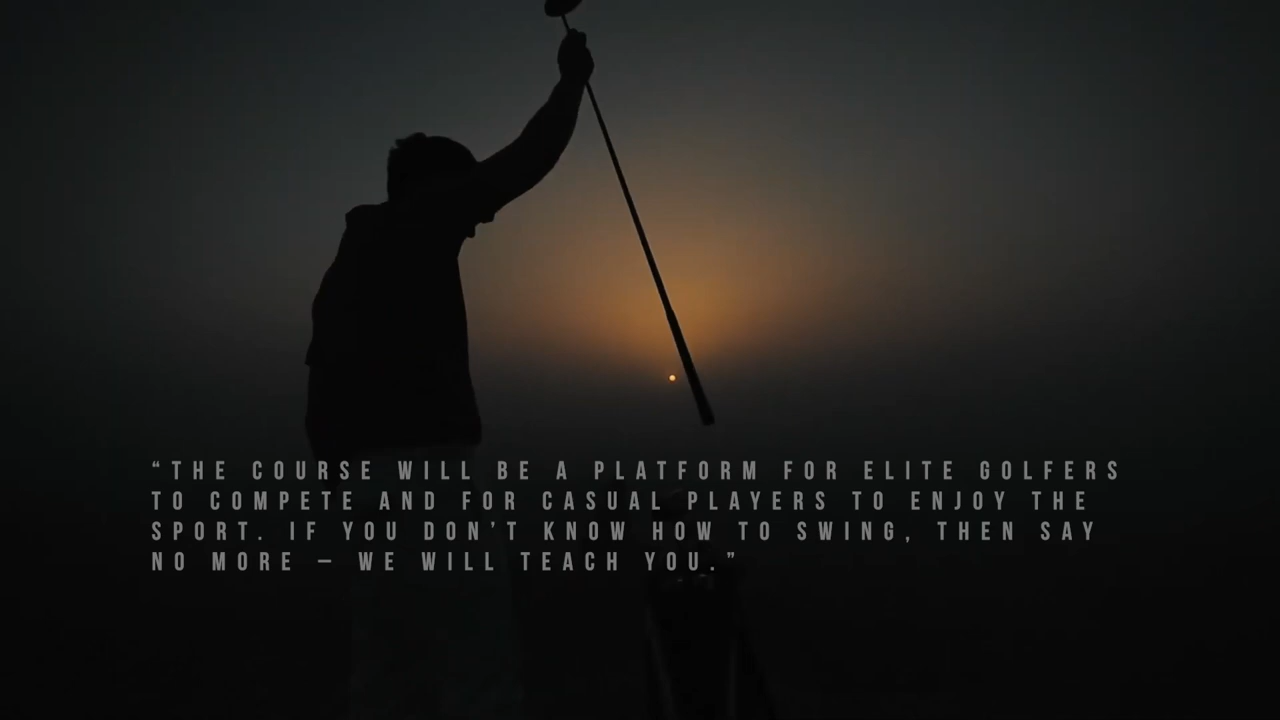 “THE COURSE WILL BE A PLATFORM FOR ELITE GOLFERS
TO COMPETE AND FOR CASUAL PLAYERS TO ENJOY THE
SPORT. IF YOU DON’T KNOW HOW TO SWING, THEN SAY
NO MORE – WE WILL TEACH YOU.”